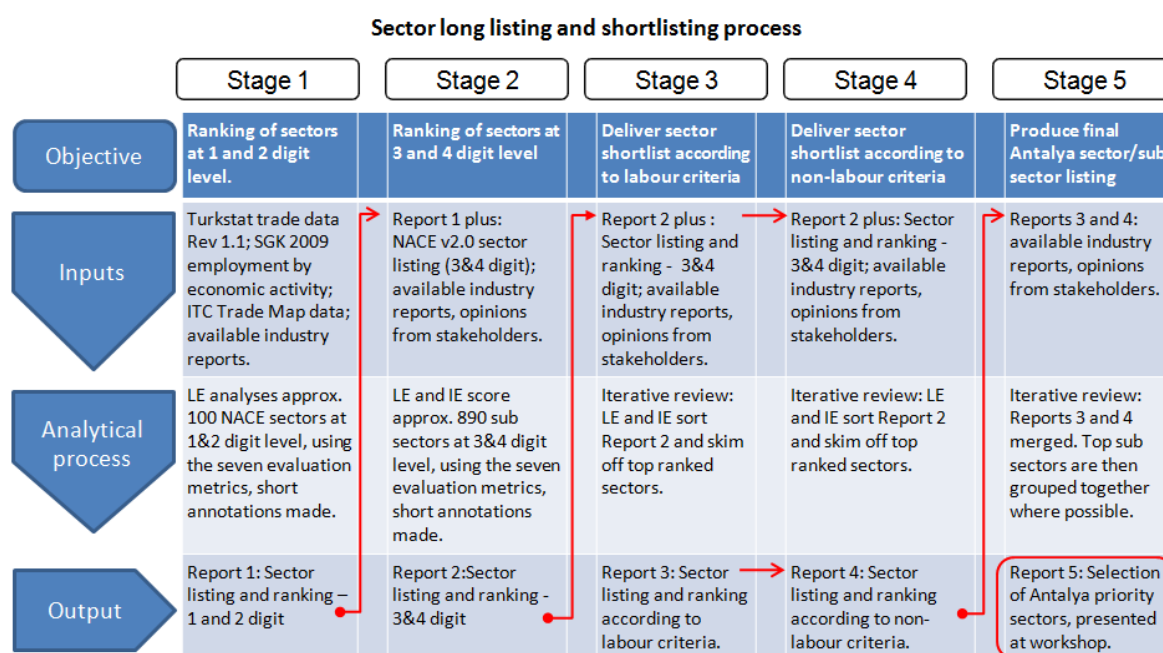 Sector long listing and shortlisting process
Stage 1
Stage 2
Stage 3
Stage 4
Stage 5
Objective
Ranking of sectors
at 1 and 2 digit
level.
Ranking of sectors at
3 and 4 digit level
Deliver sector
shortlist according
to labour criteria
Deliver sector
shortlist according to
non-labour criteria
Produce final
Antalya sector/sub
sector listing
Inputs
Turkstat trade data
Rev 1.1; SGK 2009
employment by
economic activity;
ITC Trade Map data;
available industry
reports.
Report 1 plus:
NACE v2.0 sector
listing (3&4 digit);
available industry
reports, opinions
from stakeholders.
Report 2 plus :
Sector listing and
ranking - 3&4
digit; available
industry reports,
opinions from
stakeholders.
Report 2 plus: Sector
listing and ranking -
3&4 digit; available
industry reports,
opinions from
stakeholders.
Reports 3 and 4:
available industry
reports, opinions
from stakeholders.
Analytical
process
LE analyses approx.
100 NACE sectors at
1&2 digit level, using
the seven evaluation
metrics, short
annotations made.
LE and IE score
approx. 890 sub
sectors at 3&4 digit
level, using the seven
evaluation metrics,
short annotations
made.
Iterative review:
LE and IE sort
Report 2 and skim
off top ranked
sectors.
Iterative review: LE
and IE sort Report 2
and skim off top
ranked sectors.
Iterative review:
Reports 3 and 4
merged. Top sub
sectors are then
grouped together
where possible.
Output
Report 1: Sector
listing and ranking –
1 and 2 digit
Report 2:Sector
listing and ranking -
3&4 digit
Report 3: Sector
listing and ranking
according to
labour criteria.
Report 4: Sector
listing and ranking
according to non-
labour criteria.
Report 5: Selection
of Antalya priority
sectors, presented
at workshop.